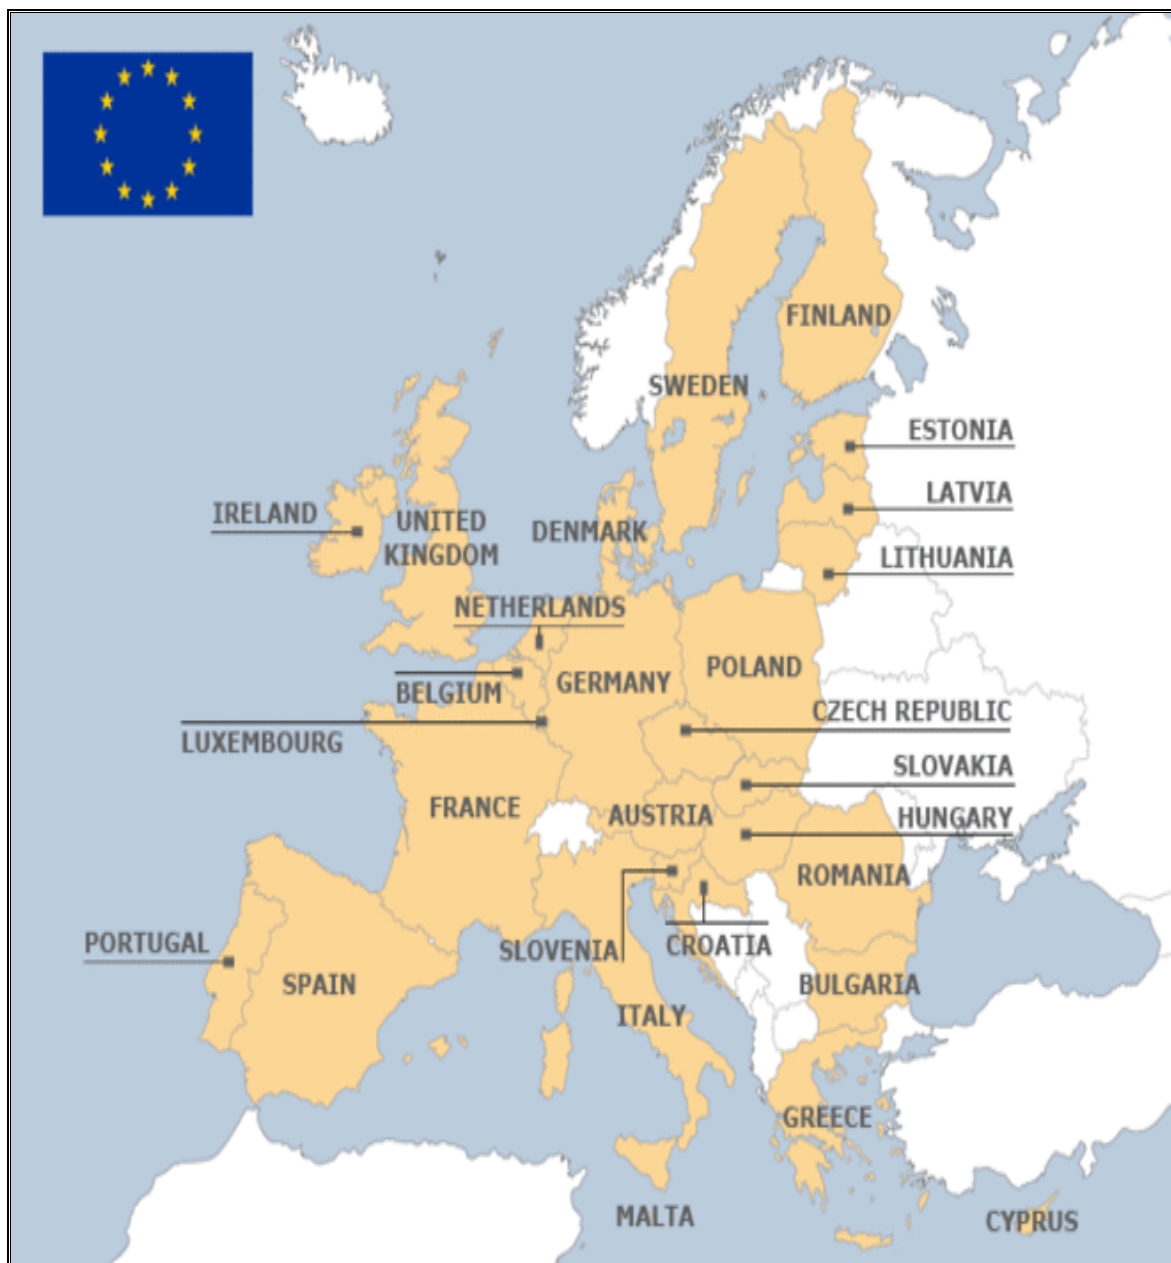 FINLAND
SWEDEN
ESTONIA
LATVIA
IRELAND
UNITED
KINGDOM
DENMARK
LITHUANIA
NETHERLANDS
POLAND
GERMANY
BELGIUM
CZECH REPUBLIC
LUXEMBOURG
SLOVAKIA
FRANCE
AUSTRIA
HUNGARY
ROMANIA
PORTUGAL
SLOVENIA
CROATIA
SPAIN
BULGARIA
ITALY
GREECE
MALTA
CYPRUS